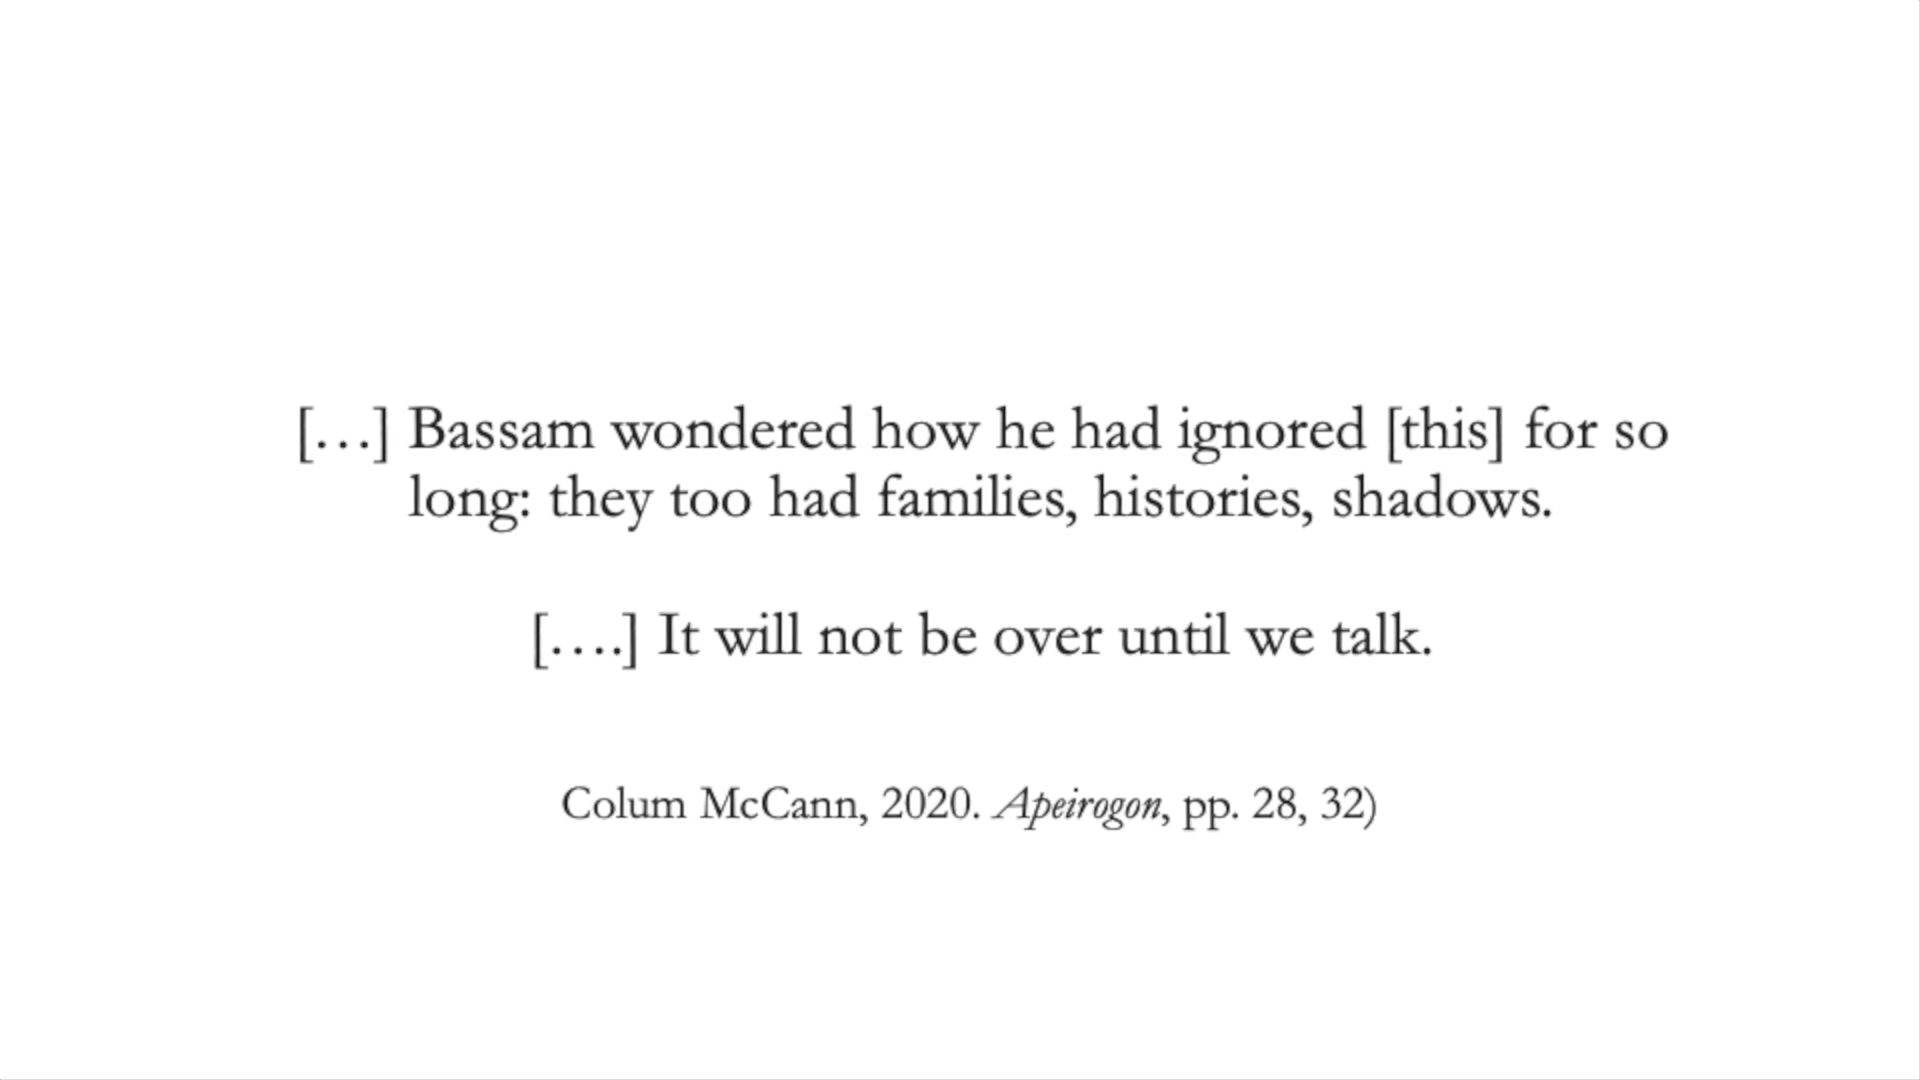 […] Bassam wondered how he had ignored [this] for so
long: they too had families, histories, shadows.
[….] It will not be over until we talk.
Colum McCann, 2020. Apeirogon, pp. 28, 32)